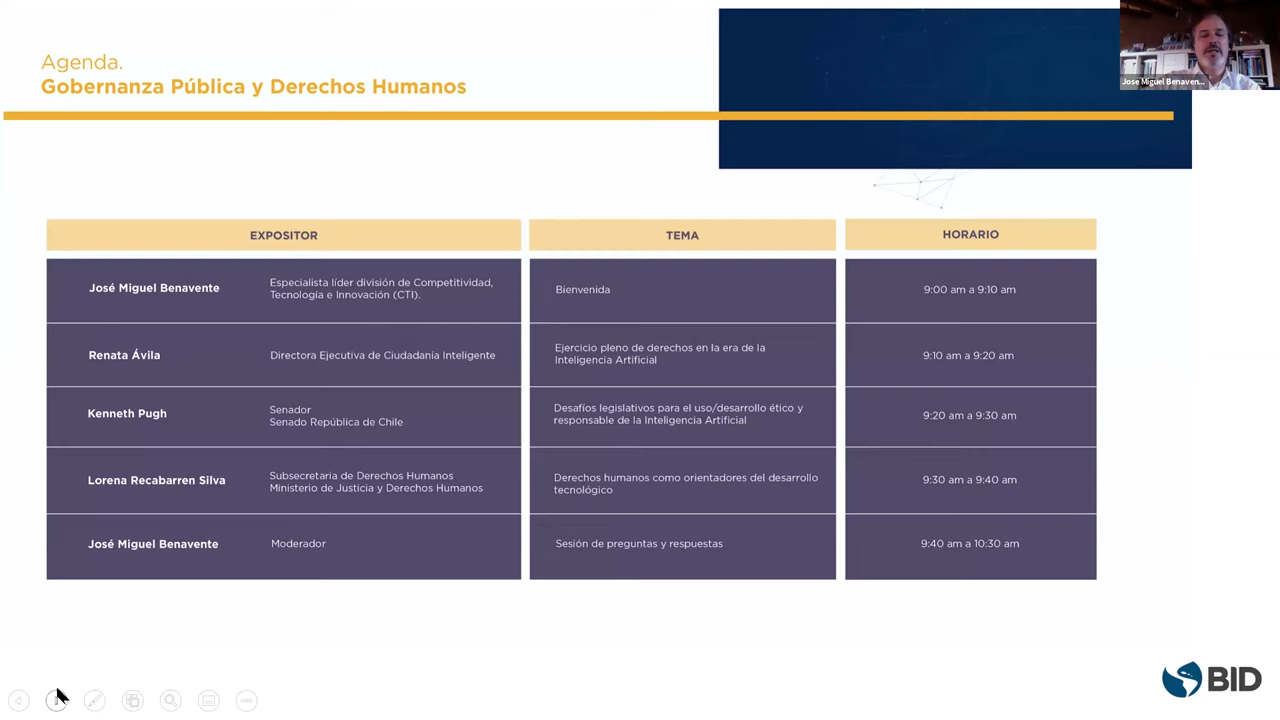 Agenda.
Gobernanza Pública y Derechos Humanos
Jose Miguel Benaven...
EXPOSITOR
TEMA
HORARIO
José Miguel Benavente
Especialista líder división de Competitividad,
Tecnología e Innovación (CTI).
Bienvenida
9:00 am a 9:10 am
Renata Ávila
Directora Ejecutiva de Ciudadanía Inteligente
Ejercicio pleno de derechos en la era de la
Inteligencia Artificial
9:10 am a 9:20 am
Kenneth Pugh
Senador
Senado República de Chile
Desafíos legislativos para el uso/desarrollo ético y
responsable de la Inteligencia Artificial
9:20 am a 9:30 am
Lorena Recabarren Silva
Subsecretaria de Derechos Humanos
Ministerio de Justicia y Derechos Humanos
Derechos humanos como orientadores del desarrollo
tecnológico
9:30 am a 9:40 am
José Miguel Benavente
Moderador
Sesión de preguntas y respuestas
9:40 am a 10:30 am
BID